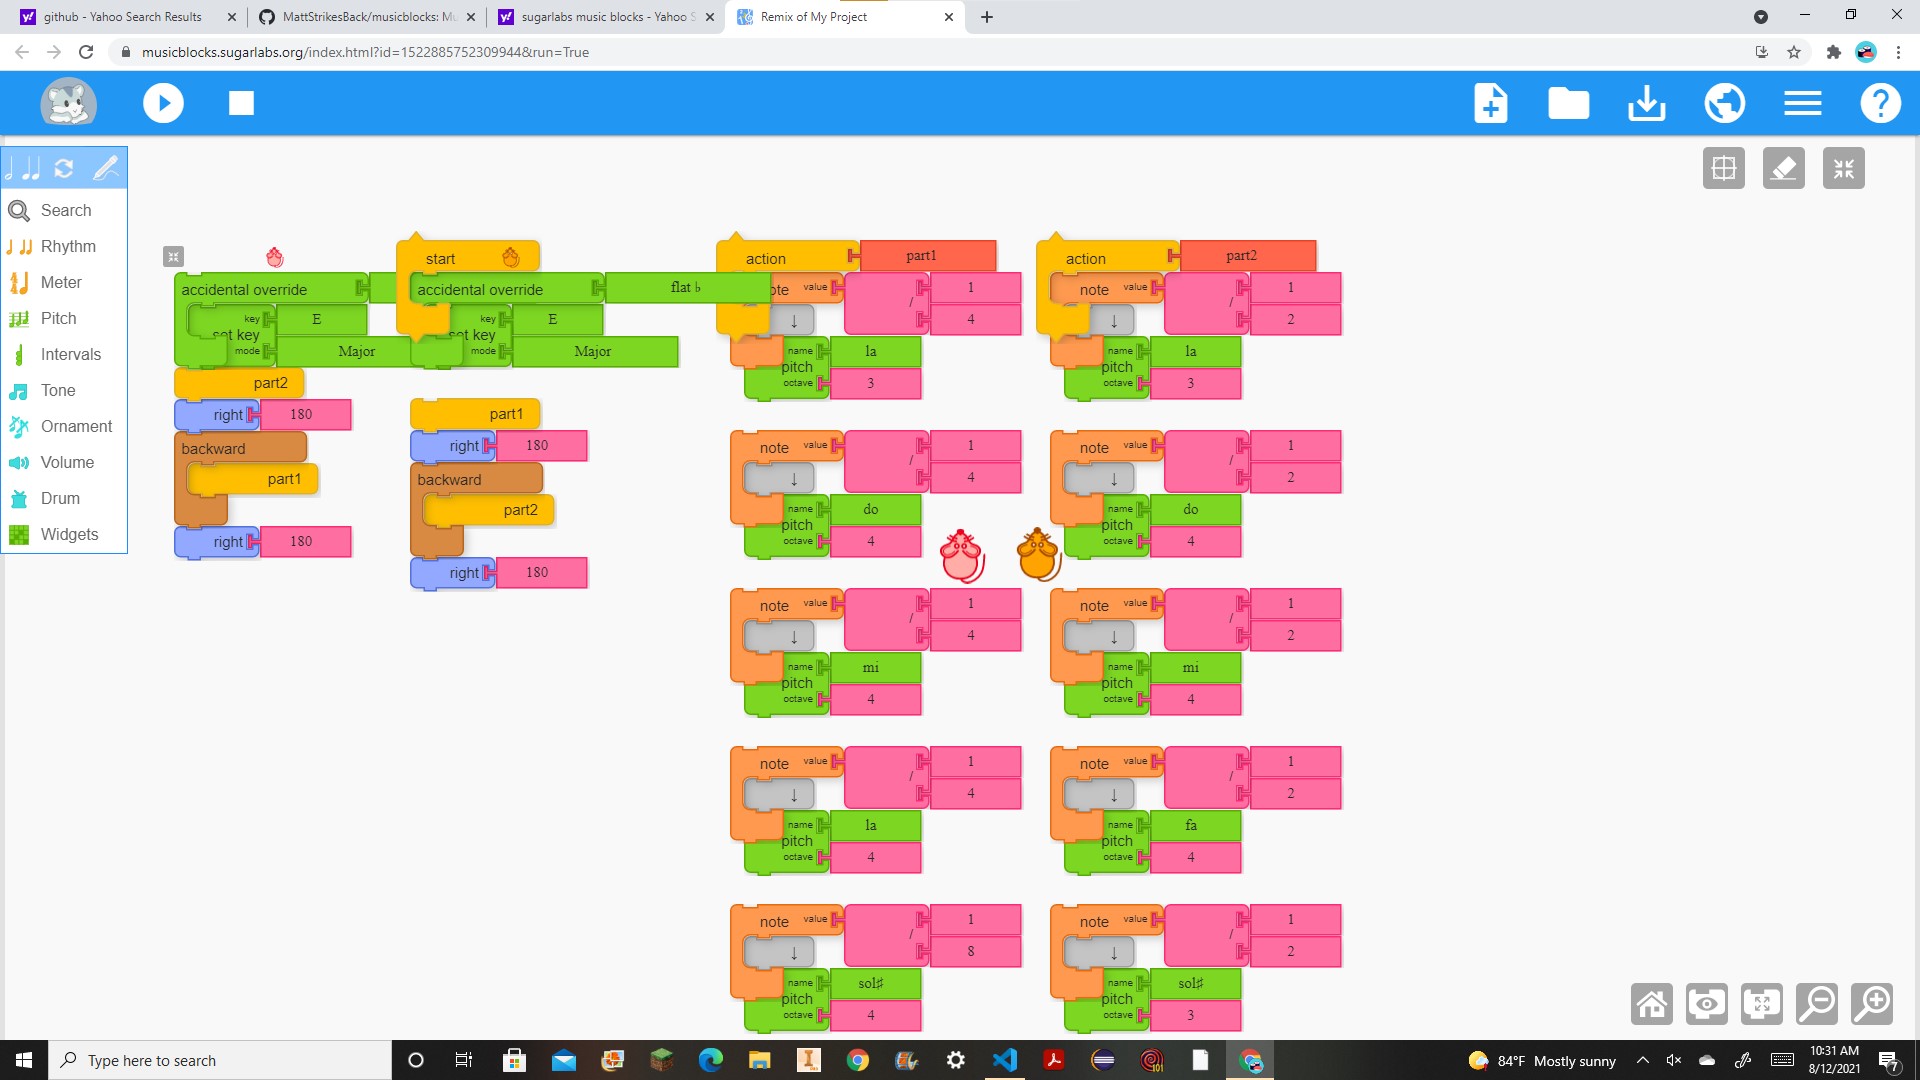 github - Yahoo Search Results
MattStrikesBack/musicblocks: Mu
sugarlabs music blocks - Yahoo S
Remix of My Project
musicblocks.sugarlabs.org/index.html?id=1522885752309944&run=True
Search
Rhythm
Meter
Pitch
Intervals
Tone
Ornament
Volume
Drum
Widgets
accidental override
key E
set key
mode Major
part2
right 180
backward
part1
right 180
start
accidental override flat ♭
key E
set key
mode Major
part1
right 180
backward
part2
right 180
action part1
note value 1 / 4
↓
name la
pitch
octave 3
note value 1 / 4
↓
name do
pitch
octave 4
note value 1 / 4
↓
name mi
pitch
octave 4
note value 1 / 4
↓
name la
pitch
octave 4
note value 1 / 8
↓
name sol♯
pitch
octave 4
action part2
note value 1 / 2
↓
name la
pitch
octave 3
note value 1 / 2
↓
name do
pitch
octave 4
note value 1 / 2
↓
name mi
pitch
octave 4
note value 1 / 2
↓
name fa
pitch
octave 4
note value 1 / 2
↓
name sol♯
pitch
octave 3
Type here to search
84°F Mostly sunny
10:31 AM
8/12/2021
7